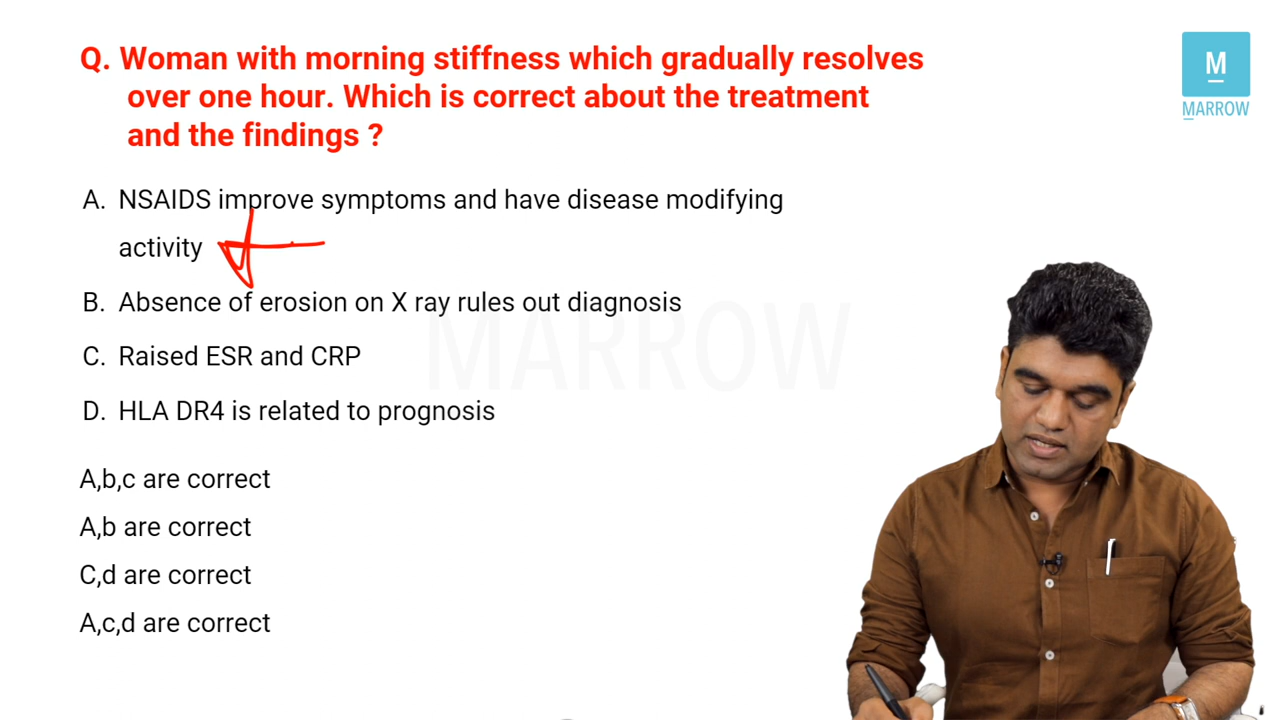 Q. Woman with morning stiffness which gradually resolves
over one hour. Which is correct about the treatment
and the findings ?
M
MARROW
A. NSAIDS improve symptoms and have disease modifying
activity
B. Absence of erosion on X ray rules out diagnosis
C. Raised ESR and CRP
D. HLA DR4 is related to prognosis
MARROW
A,b,c are correct
A,b are correct
C,d are correct
A,c,d are correct